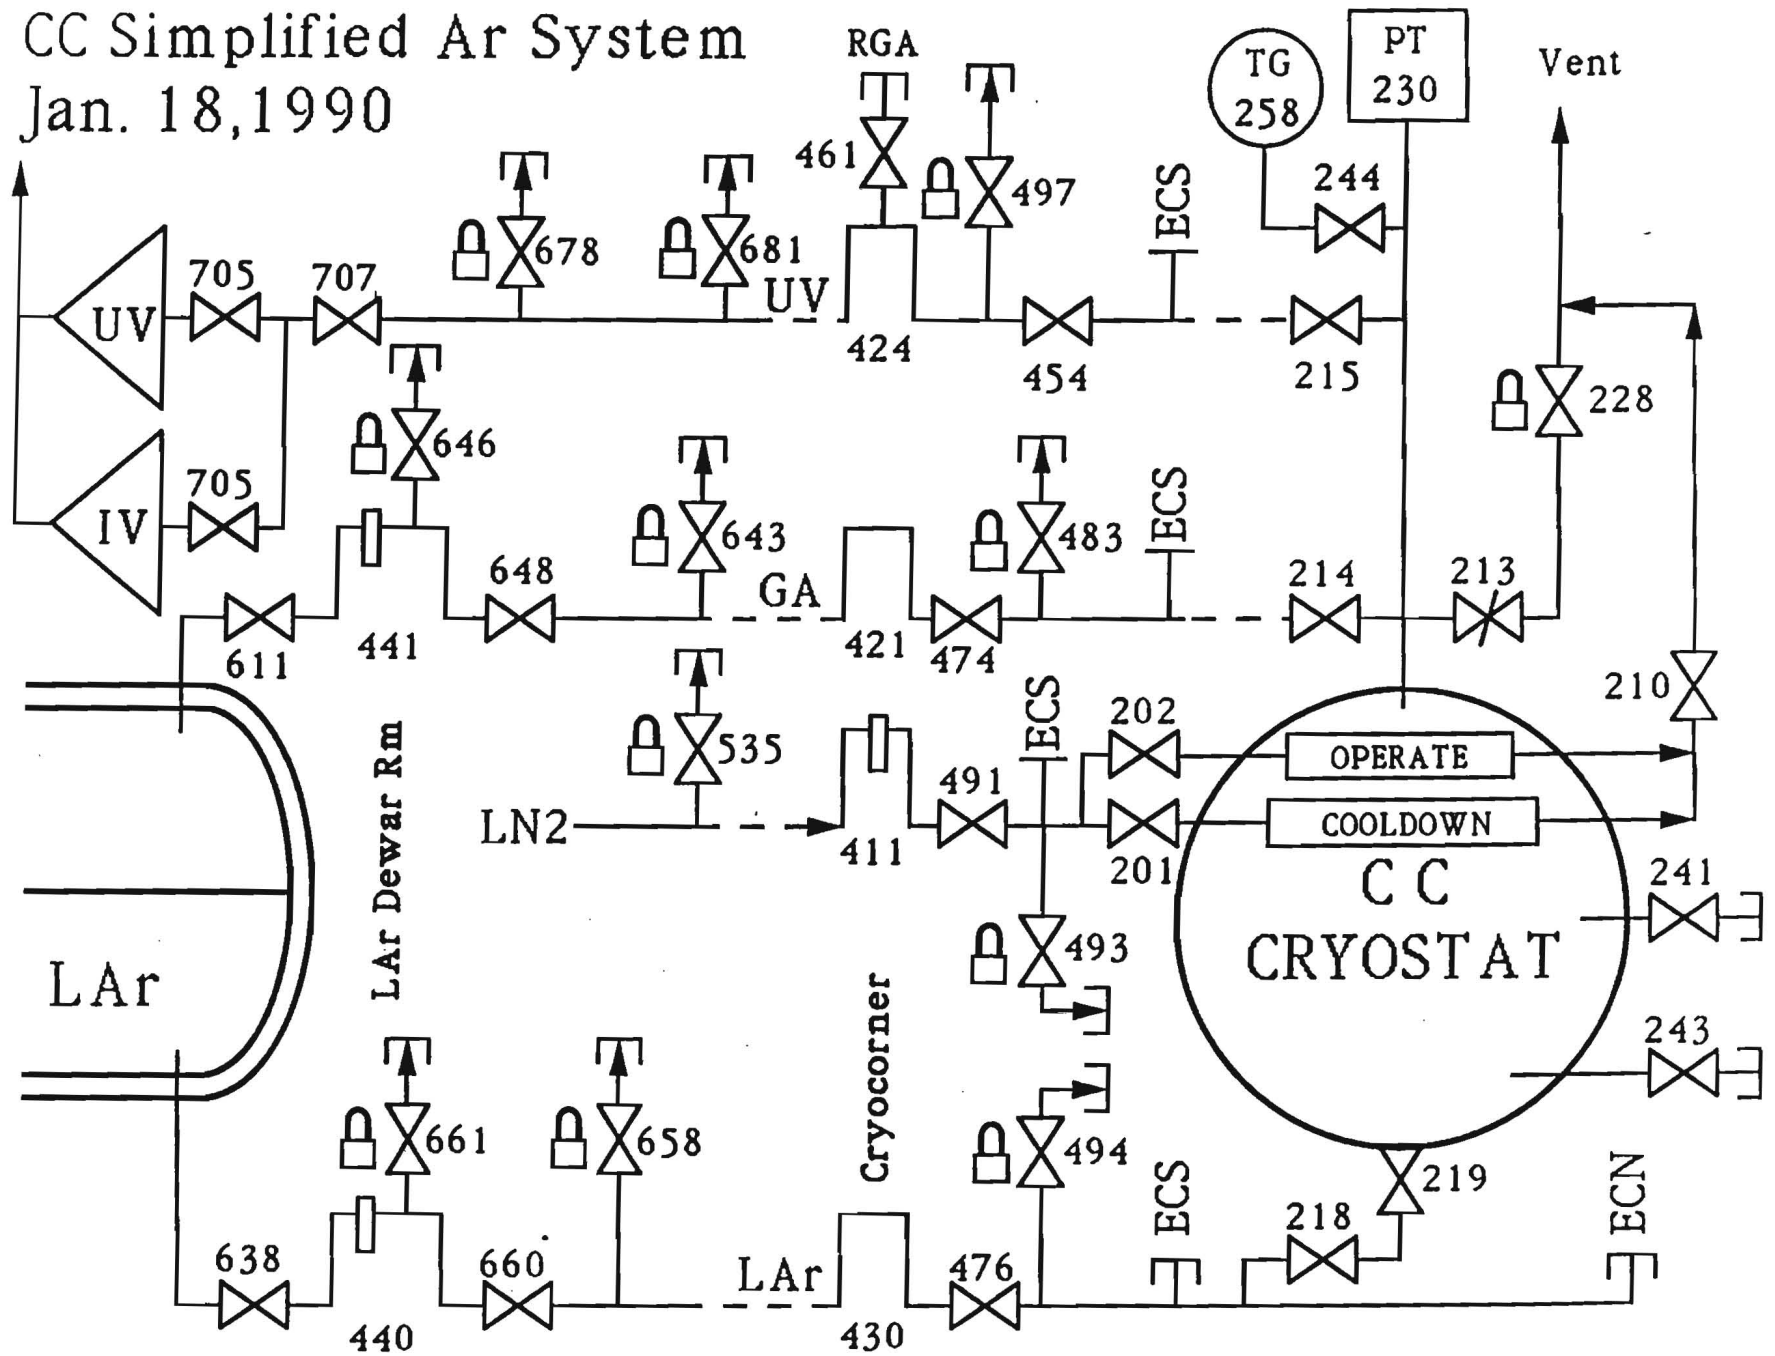 CC Simplified Ar System
Jan. 18,1990
RGA
TG
258
PT
230
Vent
461
497
ECS
244
678
681
705
707
UV
UV
424
454
215
228
646
705
IV
643
483
ECS
648
GA
214
213
611
441
421
474
210
LAr Dewar Rm
535
ECS
202
OPERATE
491
LN2
411
201
COOLDOWN
CC
CRYOSTAT
241
LAr
493
Cryocorner
243
661
658
494
ECS
219
ECN
218
638
660
LAr
476
440
430